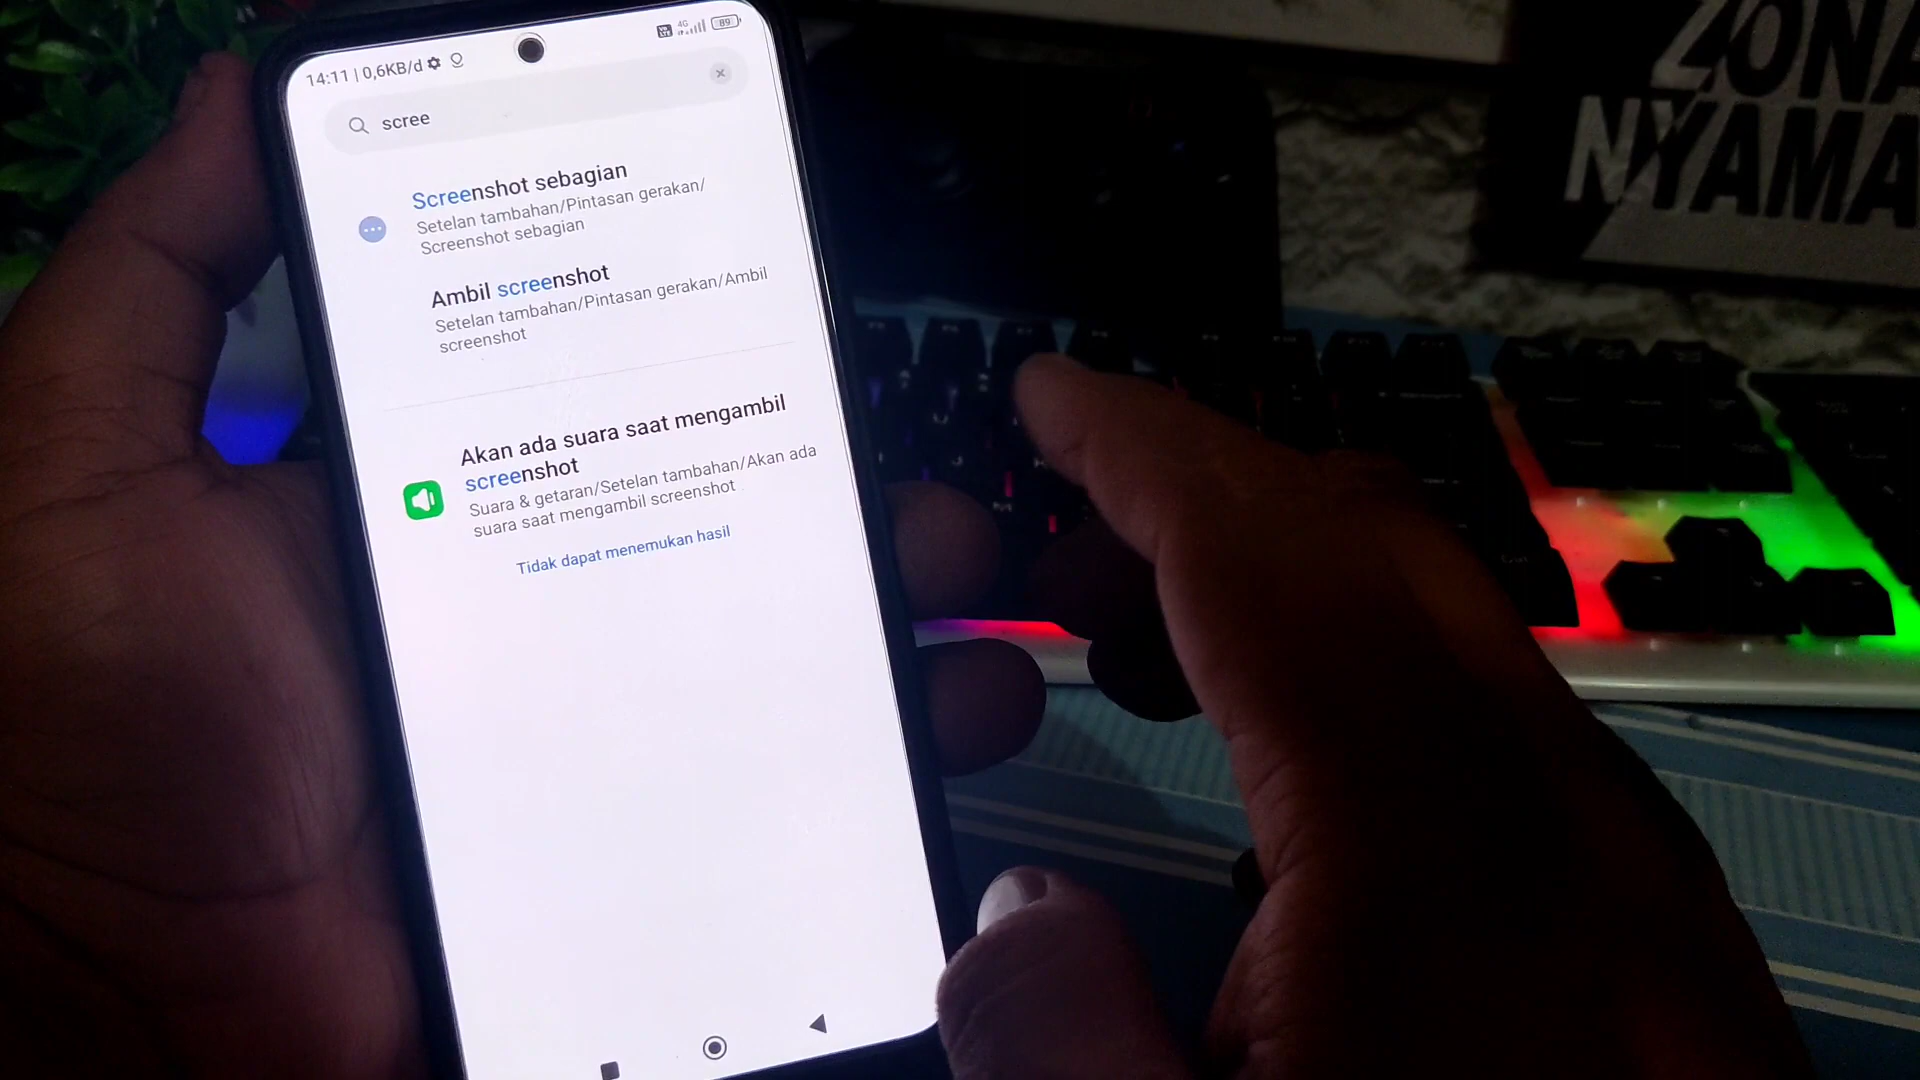 14:11 | 0,6KB/d
4G
89
scree
Screenshot sebagian
Setelan tambahan/Pintasan gerakan/
Screenshot sebagian
Ambil screenshot
Setelan tambahan/Pintasan gerakan/Ambil
screenshot
Akan ada suara saat mengambil
screenshot
Suara & getaran/Setelan tambahan/Akan ada
suara saat mengambil screenshot
Tidak dapat menemukan hasil
ZONA
NYAMA